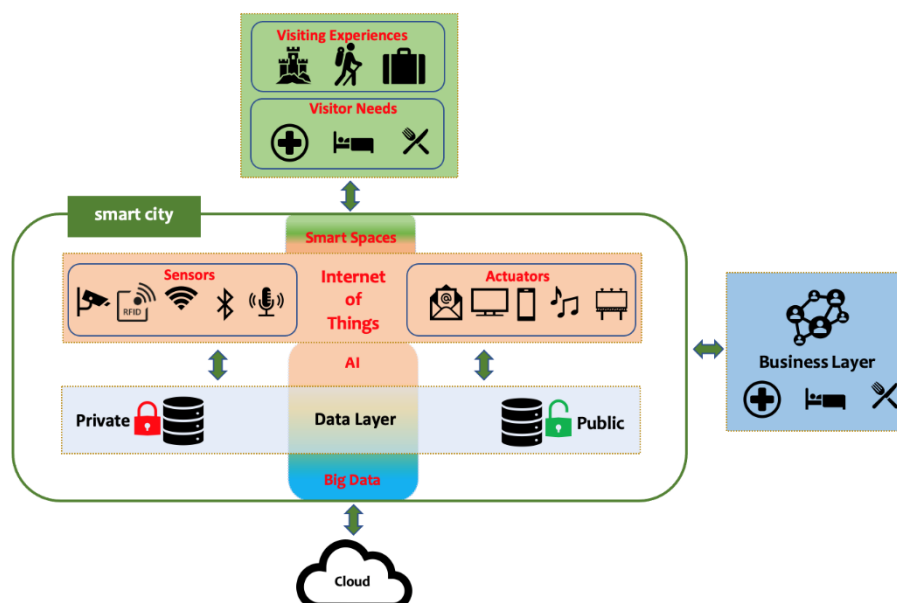 Visiting Experiences
Visitor Needs
smart city
Smart Spaces
Sensors
RFID
Internet
of
Things
Actuators
@
AI
Private
Data Layer
Public
Big Data
Business Layer
Cloud